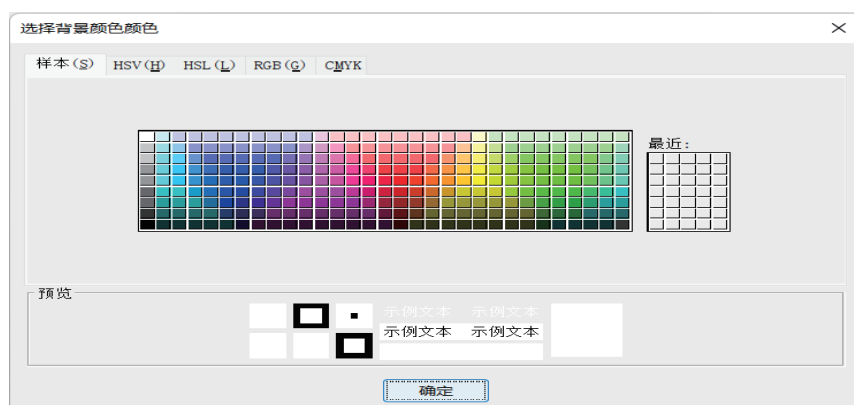 选择背景颜色颜色
样本(S) HSV(H) HSL(L) RGB(G) CMYK
最近:
预览
示例文本 示例文本
示例文本 示例文本
确定